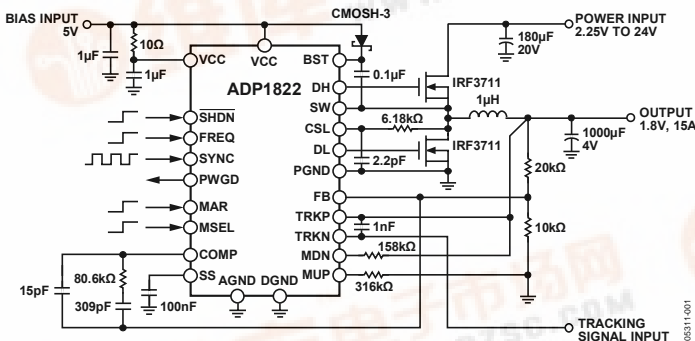 BIAS INPUT
5V
1µF
10Ω
1µF
CMOSH-3
180µF
20V
POWER INPUT
2.25V TO 24V
VCC
VCC
BST
0.1µF
ADP1822
DH
IRF3711
SW
1µH
SHDN
CSL
6.18kΩ
OUTPUT
1.8V, 15A
FREQ
DL
IRF3711
1000µF
4V
SYNC
2.2pF
PGND
20kΩ
PWGD
FB
MAR
TRKP
1nF
10kΩ
MSEL
TRKN
COMP
MDN
158kΩ
15pF
80.6kΩ
SS
MUP
316kΩ
309pF
100nF
AGND
DGND
TRACKING
SIGNAL INPUT
05311-001